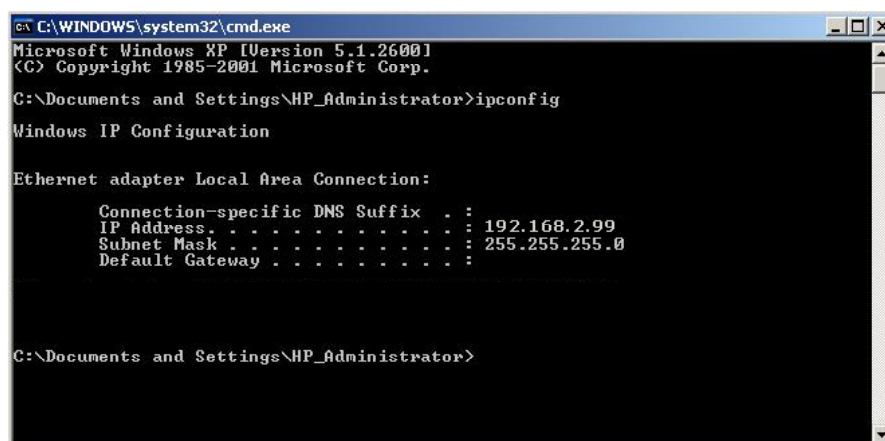 C:\WINDOWS\system32\cmd.exe
Microsoft Windows XP [Version 5.1.2600]
(C) Copyright 1985-2001 Microsoft Corp.
C:\Documents and Settings\HP_Administrator>ipconfig
Windows IP Configuration
Ethernet adapter Local Area Connection:
Connection-specific DNS Suffix . :
IP Address. . . . . . . . . . . . : 192.168.2.99
Subnet Mask . . . . . . . . . . . : 255.255.255.0
Default Gateway . . . . . . . . . :
C:\Documents and Settings\HP_Administrator>